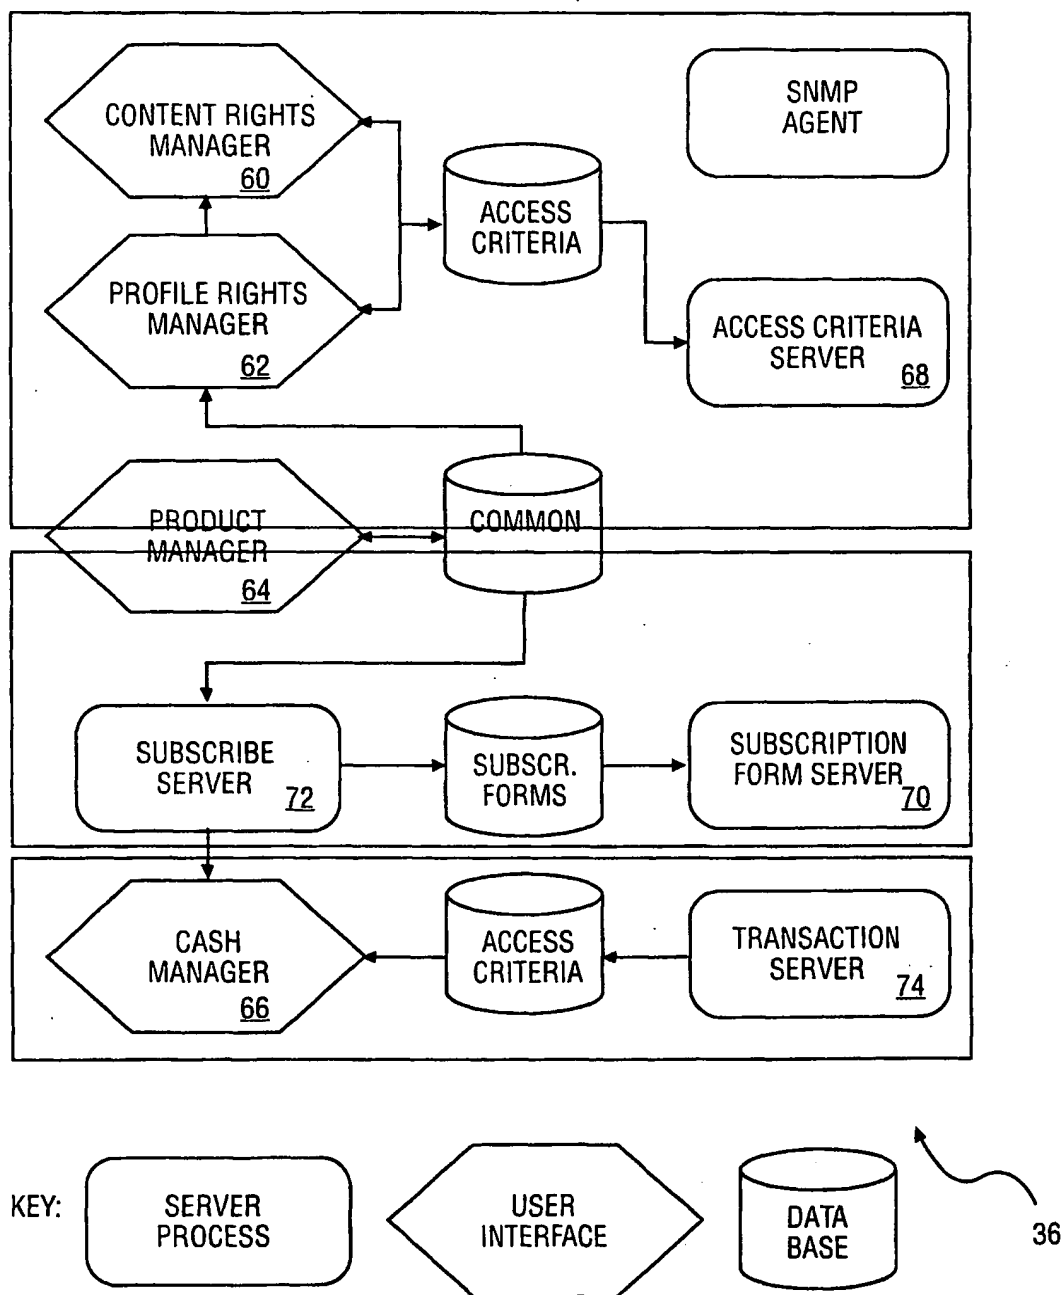 CONTENT RIGHTS
MANAGER
60
SNMP
AGENT
ACCESS
CRITERIA
PROFILE RIGHTS
MANAGER
62
ACCESS CRITERIA
SERVER
68
PRODUCT
MANAGER
64
COMMON
SUBSCRIBE
SERVER
72
SUBSCR.
FORMS
SUBSCRIPTION
FORM SERVER
70
CASH
MANAGER
66
ACCESS
CRITERIA
TRANSACTION
SERVER
74
KEY:
SERVER
PROCESS
USER
INTERFACE
DATA
BASE
36